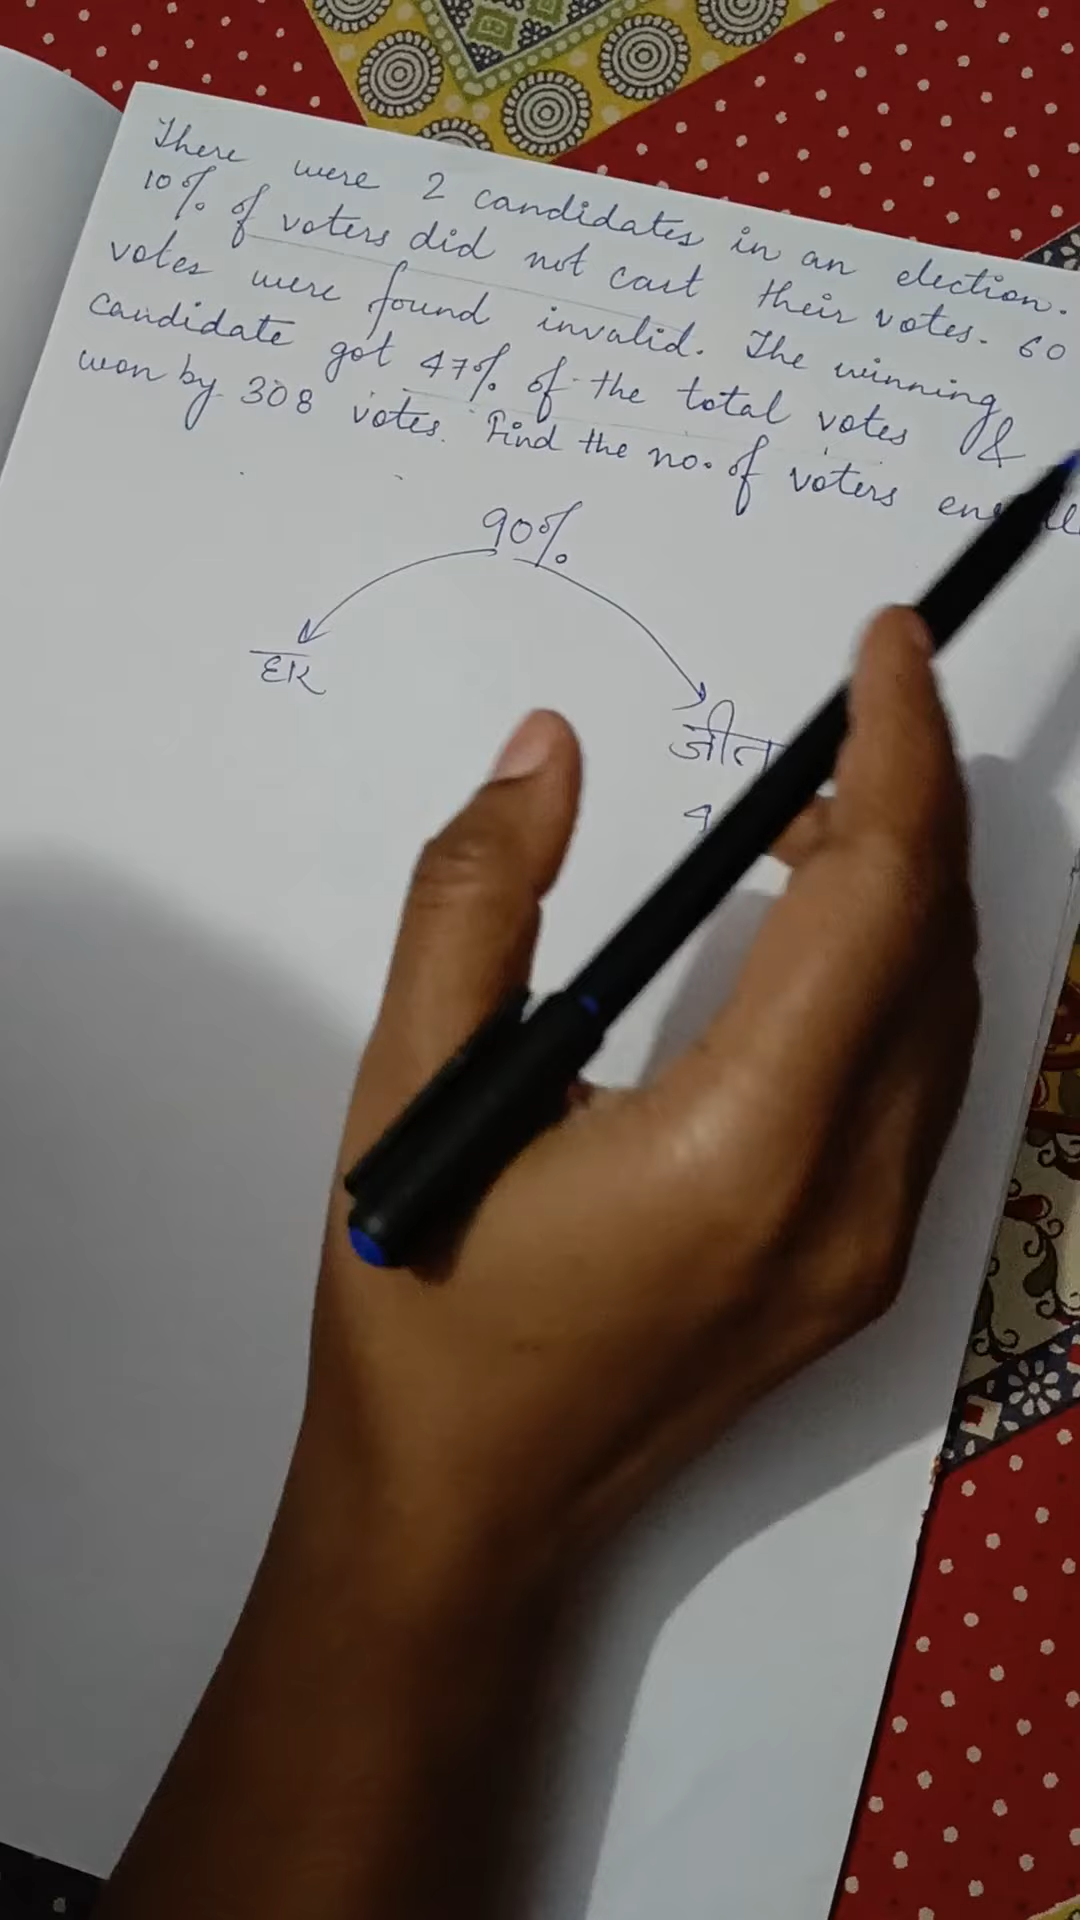 There were 2 candidates in an election.
10% of voters did not cast their votes. 60
votes were found invalid. The winning
candidate got 47% of the total votes &
won by 308 votes. Find the no. of voters
90%
हार
जीत
4